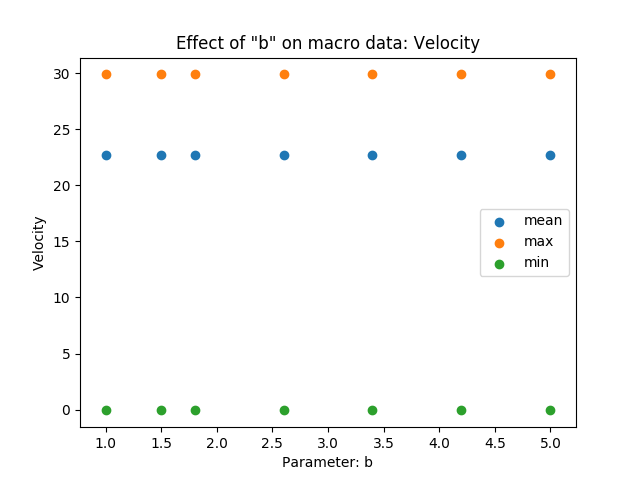 Effect of "b" on macro data: Velocity
30
25
20
15
10
5
0
Velocity
mean
max
min
1.0 1.5 2.0 2.5 3.0 3.5 4.0 4.5 5.0
Parameter: b